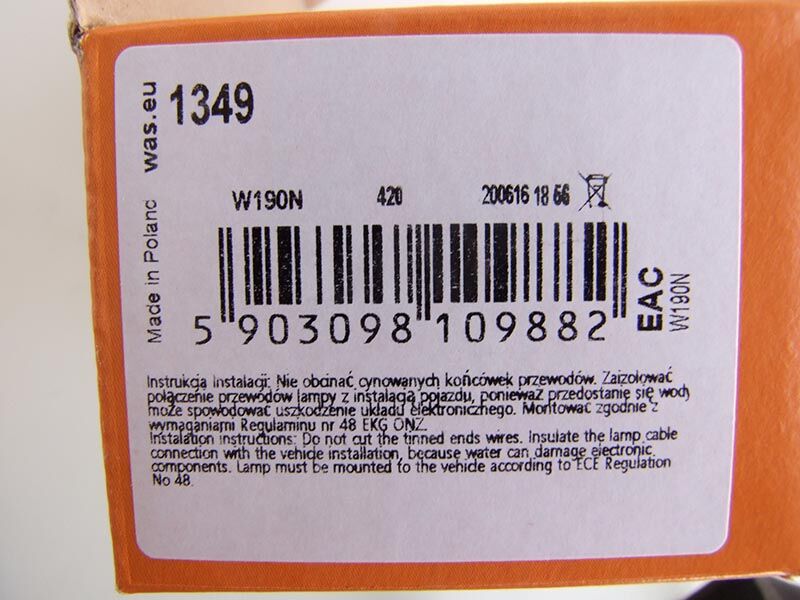 1349
was.eu
Made in Poland
W190N 420 200616 18 56
5 903098 109882
EAC
W190N
Instrukcja Instalacji: Nie obcinać cynowanych końcówek przewodów. Zaizolować
połączenie przewodów lampy z instalacją pojazdu, ponieważ przedostanie się wody
może spowodować uszkodzenie układu elektronicznego. Montować zgodnie z
wymaganiami Regulaminu nr 48 EKG ONZ.
Instalation instructions: Do not cut the tinned ends wires. Insulate the lamp cable
connection with the vehicle installation, because water can damage electronic
components. Lamp must be mounted to the vehicle according to ECE Regulation
No 48.